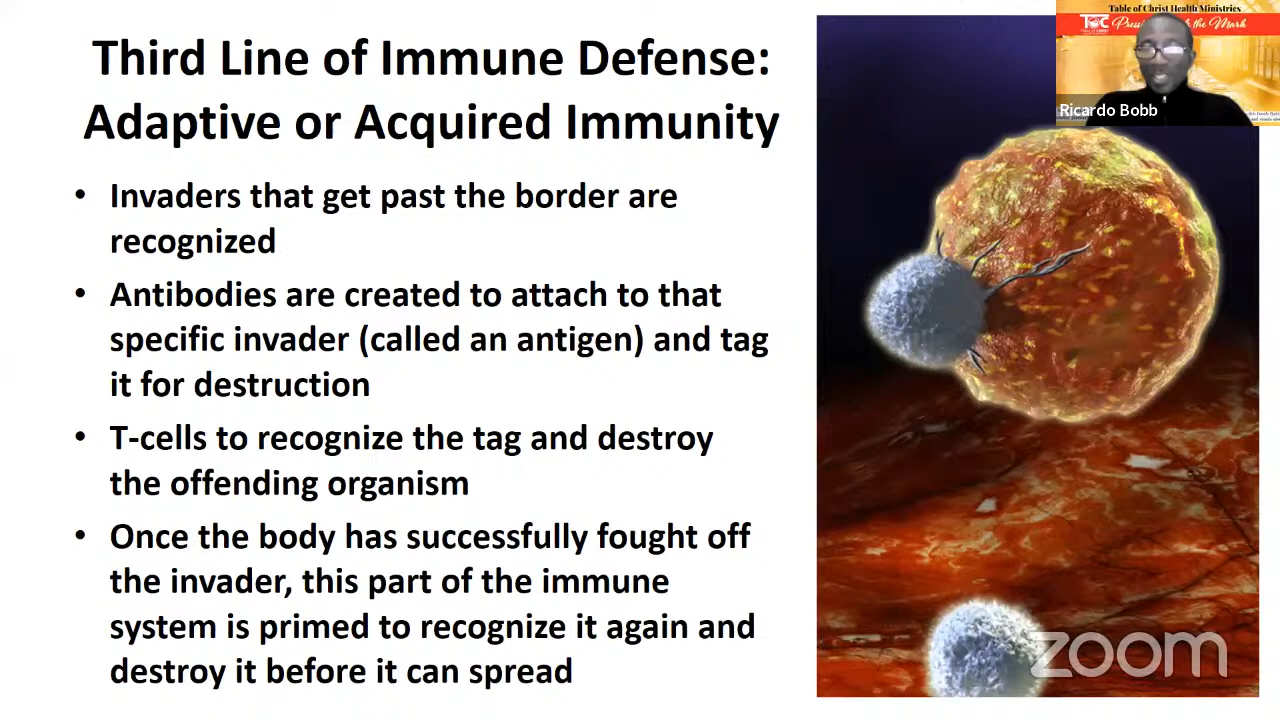 Third Line of Immune Defense:
Adaptive or Acquired Immunity
• Invaders that get past the border are
recognized
• Antibodies are created to attach to that
specific invader (called an antigen) and tag
it for destruction
• T-cells to recognize the tag and destroy
the offending organism
• Once the body has successfully fought off
the invader, this part of the immune
system is primed to recognize it again and
destroy it before it can spread
Table of Christ Health Ministries
TOC
the Mark
Ricardo Bobb
zoom